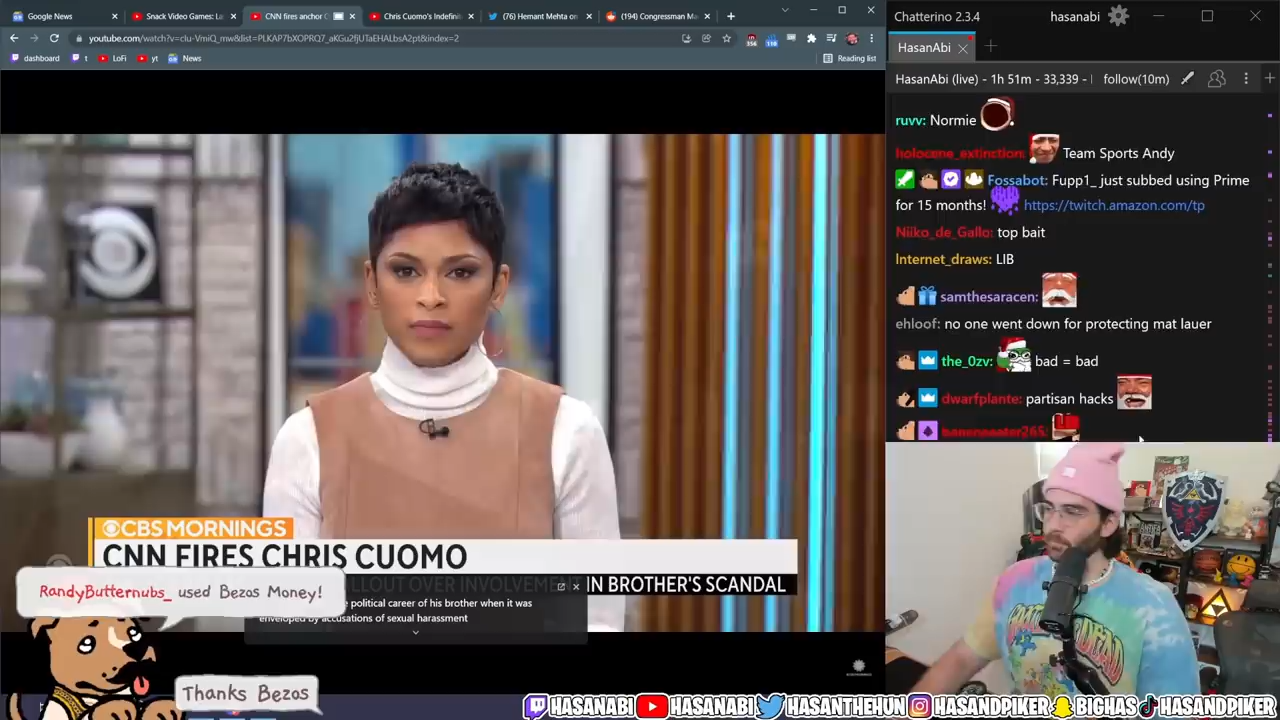 Google News
Snack Video Games: La
CNN fires anchor C
Chris Cuomo's Indefinit
(76) Hemant Mehta on
(194) Congressman Ma
youtube.com/watch?v=clu-VmiQ_mw&list=PLKAP7bXOPRQ7_aKGu2fjUTaEHALbsA2pt&index=2
156
118
dashboard
t
LoFi
yt
News
Reading list
CBS MORNINGS
CNN FIRES CHRIS CUOMO
LLOUT OVER INVOLVEMENT IN BROTHER'S SCANDAL
political career of his brother when it was
enveloped by accusations of sexual harassment
RandyButternubs_ used Bezos Money!
Thanks Bezos
Chatterino 2.3.4
hasanabi
HasanAbi
HasanAbi (live) - 1h 51m - 33,339 -
follow(10m)
ruvv: Normie
holocene_extinction: Team Sports Andy
Fossabot: Fupp1_ just subbed using Prime
for 15 months! https://twitch.amazon.com/tp
Niiko_de_Gallo: top bait
Internet_draws: LIB
samthesaracen:
ehloof: no one went down for protecting mat lauer
the_0zv: bad = bad
dwarfplante: partisan hacks
HASANABI HASANABI HASANTHEHUN HASANDPIKER BIGHAS HASANDPIKER